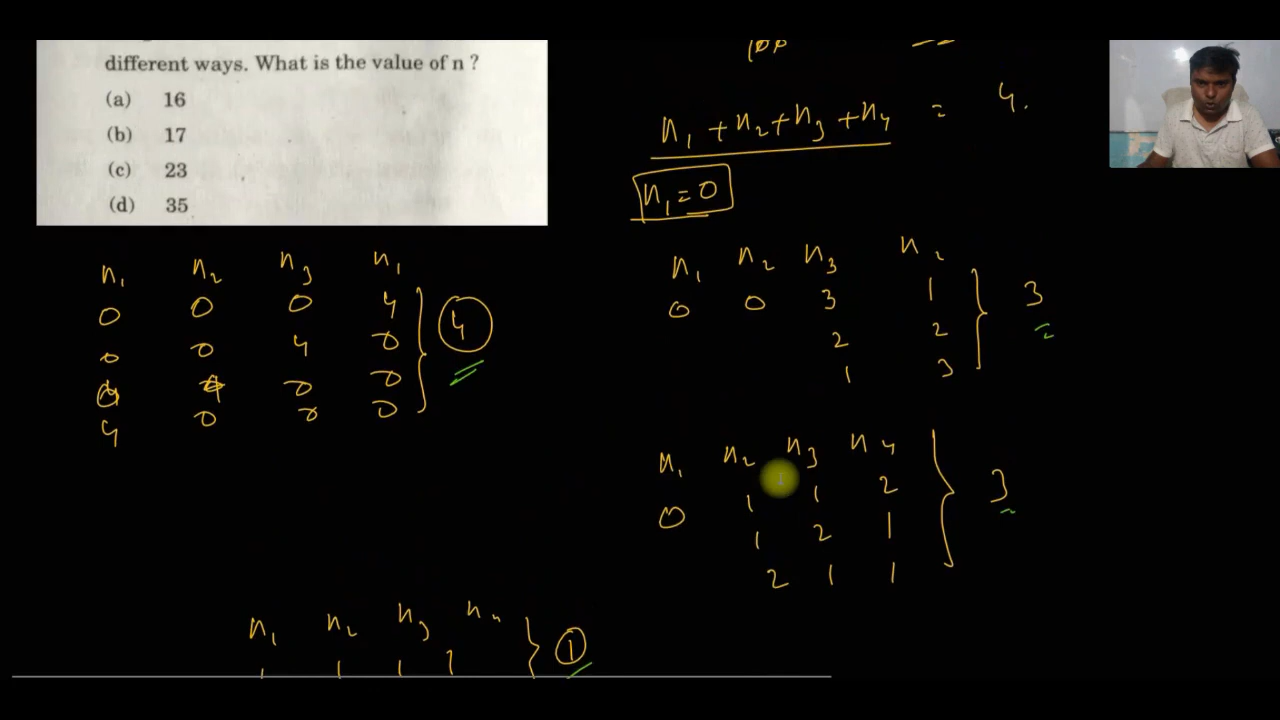 different ways. What is the value of n ?
(a) 16
(b) 17
(c) 23
(d) 35
n₁ + n₂ + n₃ + n₄ = 4.
n₁ = 0
n₁ n₂ n₃ n₁
0 0 0 4
0 0 4 0
0 4 0 0
4 0 0 0
4
n₁ n₂ n₃ n₂
0 0 3 1
2 2
1 3
3
n₁ n₂ n₃ n₄
0 1 1 2
1 2 1
2 1 1
3
n₁ n₂ n₃ n₄
1 1 1 1
1